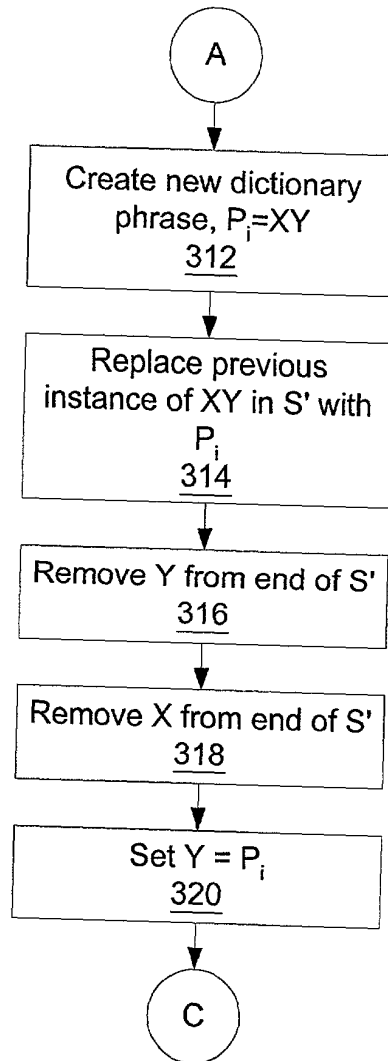 A
Create new dictionary
phrase, Pᵢ=XY
312
Replace previous
instance of XY in S' with
Pᵢ
314
Remove Y from end of S'
316
Remove X from end of S'
318
Set Y = Pᵢ
320
C